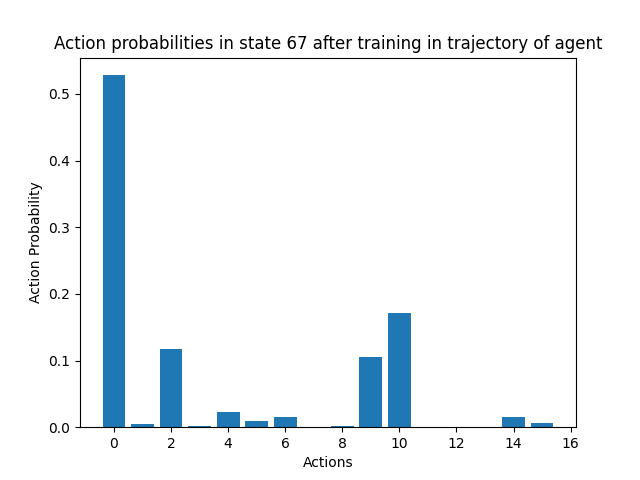 Action probabilities in state 67 after training in trajectory of agent
Action Probability
0.5
0.4
0.3
0.2
0.1
0.0
0 2 4 6 8 10 12 14 16
Actions